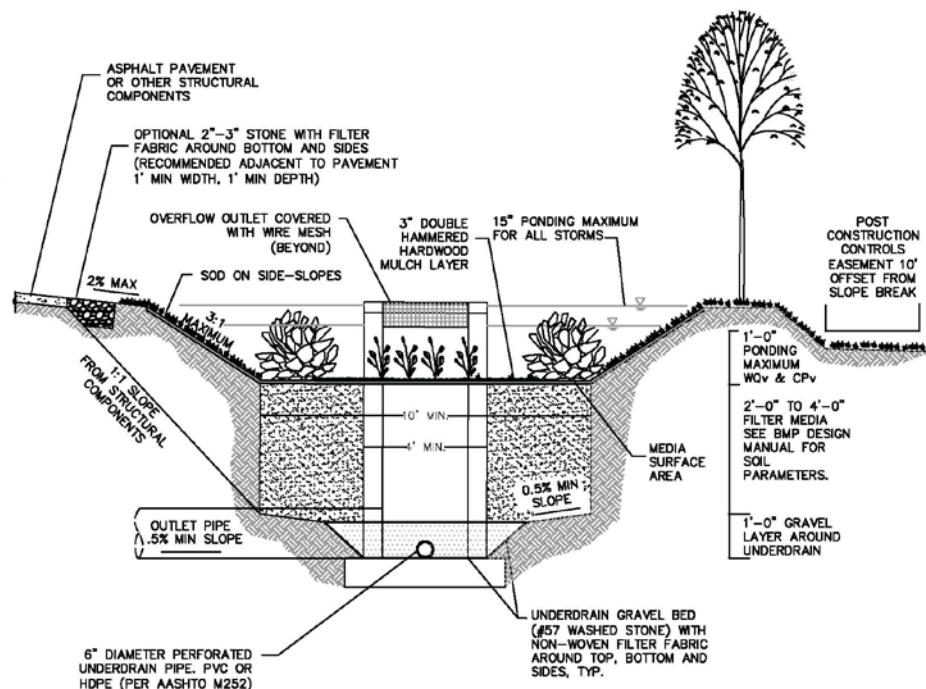 ASPHALT PAVEMENT
OR OTHER STRUCTURAL
COMPONENTS
OPTIONAL 2"-3" STONE WITH FILTER
FABRIC AROUND BOTTOM AND SIDES
(RECOMMENDED ADJACENT TO PAVEMENT
1' MIN WIDTH, 1' MIN DEPTH)
OVERFLOW OUTLET COVERED
WITH WIRE MESH
(BEYOND)
3" DOUBLE
HAMMERED
HARDWOOD
MULCH LAYER
15" PONDING MAXIMUM
FOR ALL STORMS
POST
CONSTRUCTION
CONTROLS
EASEMENT 10'
OFFSET FROM
SLOPE BREAK
SOD ON SIDE-SLOPES
2% MAX
3:1
MAXIMUM
1:1 SLOPE
FROM STRUCTURAL
COMPONENTS
1'-0"
PONDING
MAXIMUM
WQv & CPv
10' MIN.
4' MIN.
2'-0" TO 4'-0"
FILTER MEDIA
SEE BMP DESIGN
MANUAL FOR
SOIL
PARAMETERS.
MEDIA
SURFACE
AREA
0.5% MIN
SLOPE
OUTLET PIPE
.5% MIN SLOPE
1'-0" GRAVEL
LAYER AROUND
UNDERDRAIN
6" DIAMETER PERFORATED
UNDERDRAIN PIPE. PVC OR
HDPE (PER AASHTO M252)
UNDERDRAIN GRAVEL BED
(#57 WASHED STONE) WITH
NON-WOVEN FILTER FABRIC
AROUND TOP, BOTTOM AND
SIDES, TYP.